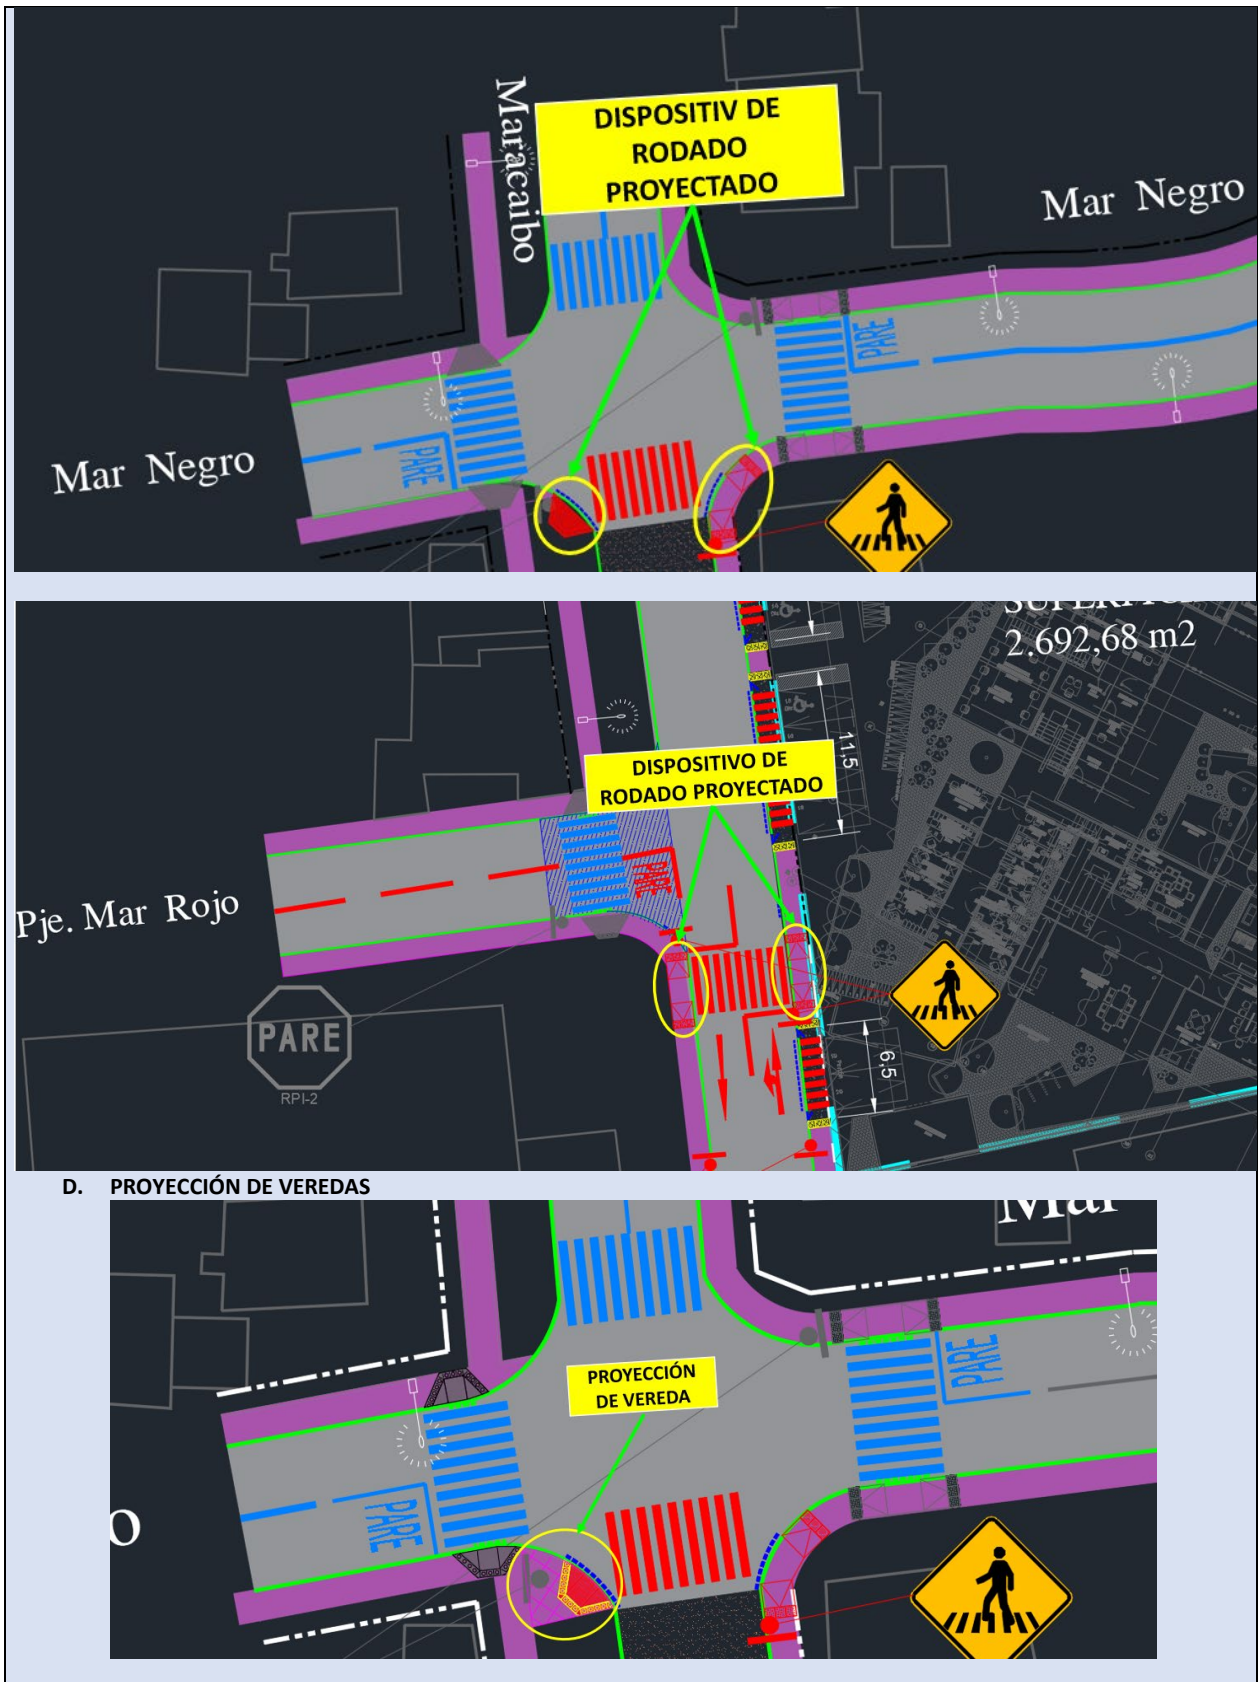 Maracaibo
DISPOSITIV DE
RODADO
PROYECTADO
Mar Negro
PARE
PARE
Mar Negro
2.692,68 m2
11,5
DISPOSITIVO DE
RODADO PROYECTADO
PARE
Pje. Mar Rojo
PARE
RPI-2
6,5
D. PROYECCIÓN DE VEREDAS
Mar
PROYECCIÓN
DE VEREDA
PARE
PARE
o